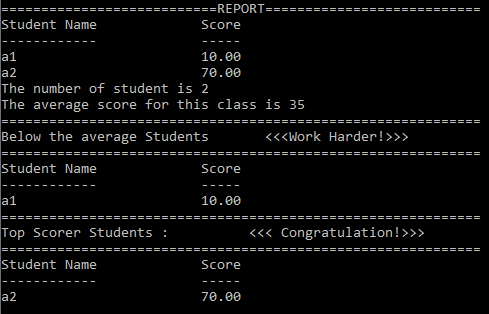 ===========================REPORT===========================
Student Name             Score
------------             -----
a1                       10.00
a2                       70.00
The number of student is 2
The average score for this class is 35
============================================================
Below the average Students       <<<Work Harder!>>>
============================================================
Student Name             Score
------------             -----
a1                       10.00
============================================================
Top Scorer Students :          <<< Congratulation!>>>
============================================================
Student Name             Score
------------             -----
a2                       70.00